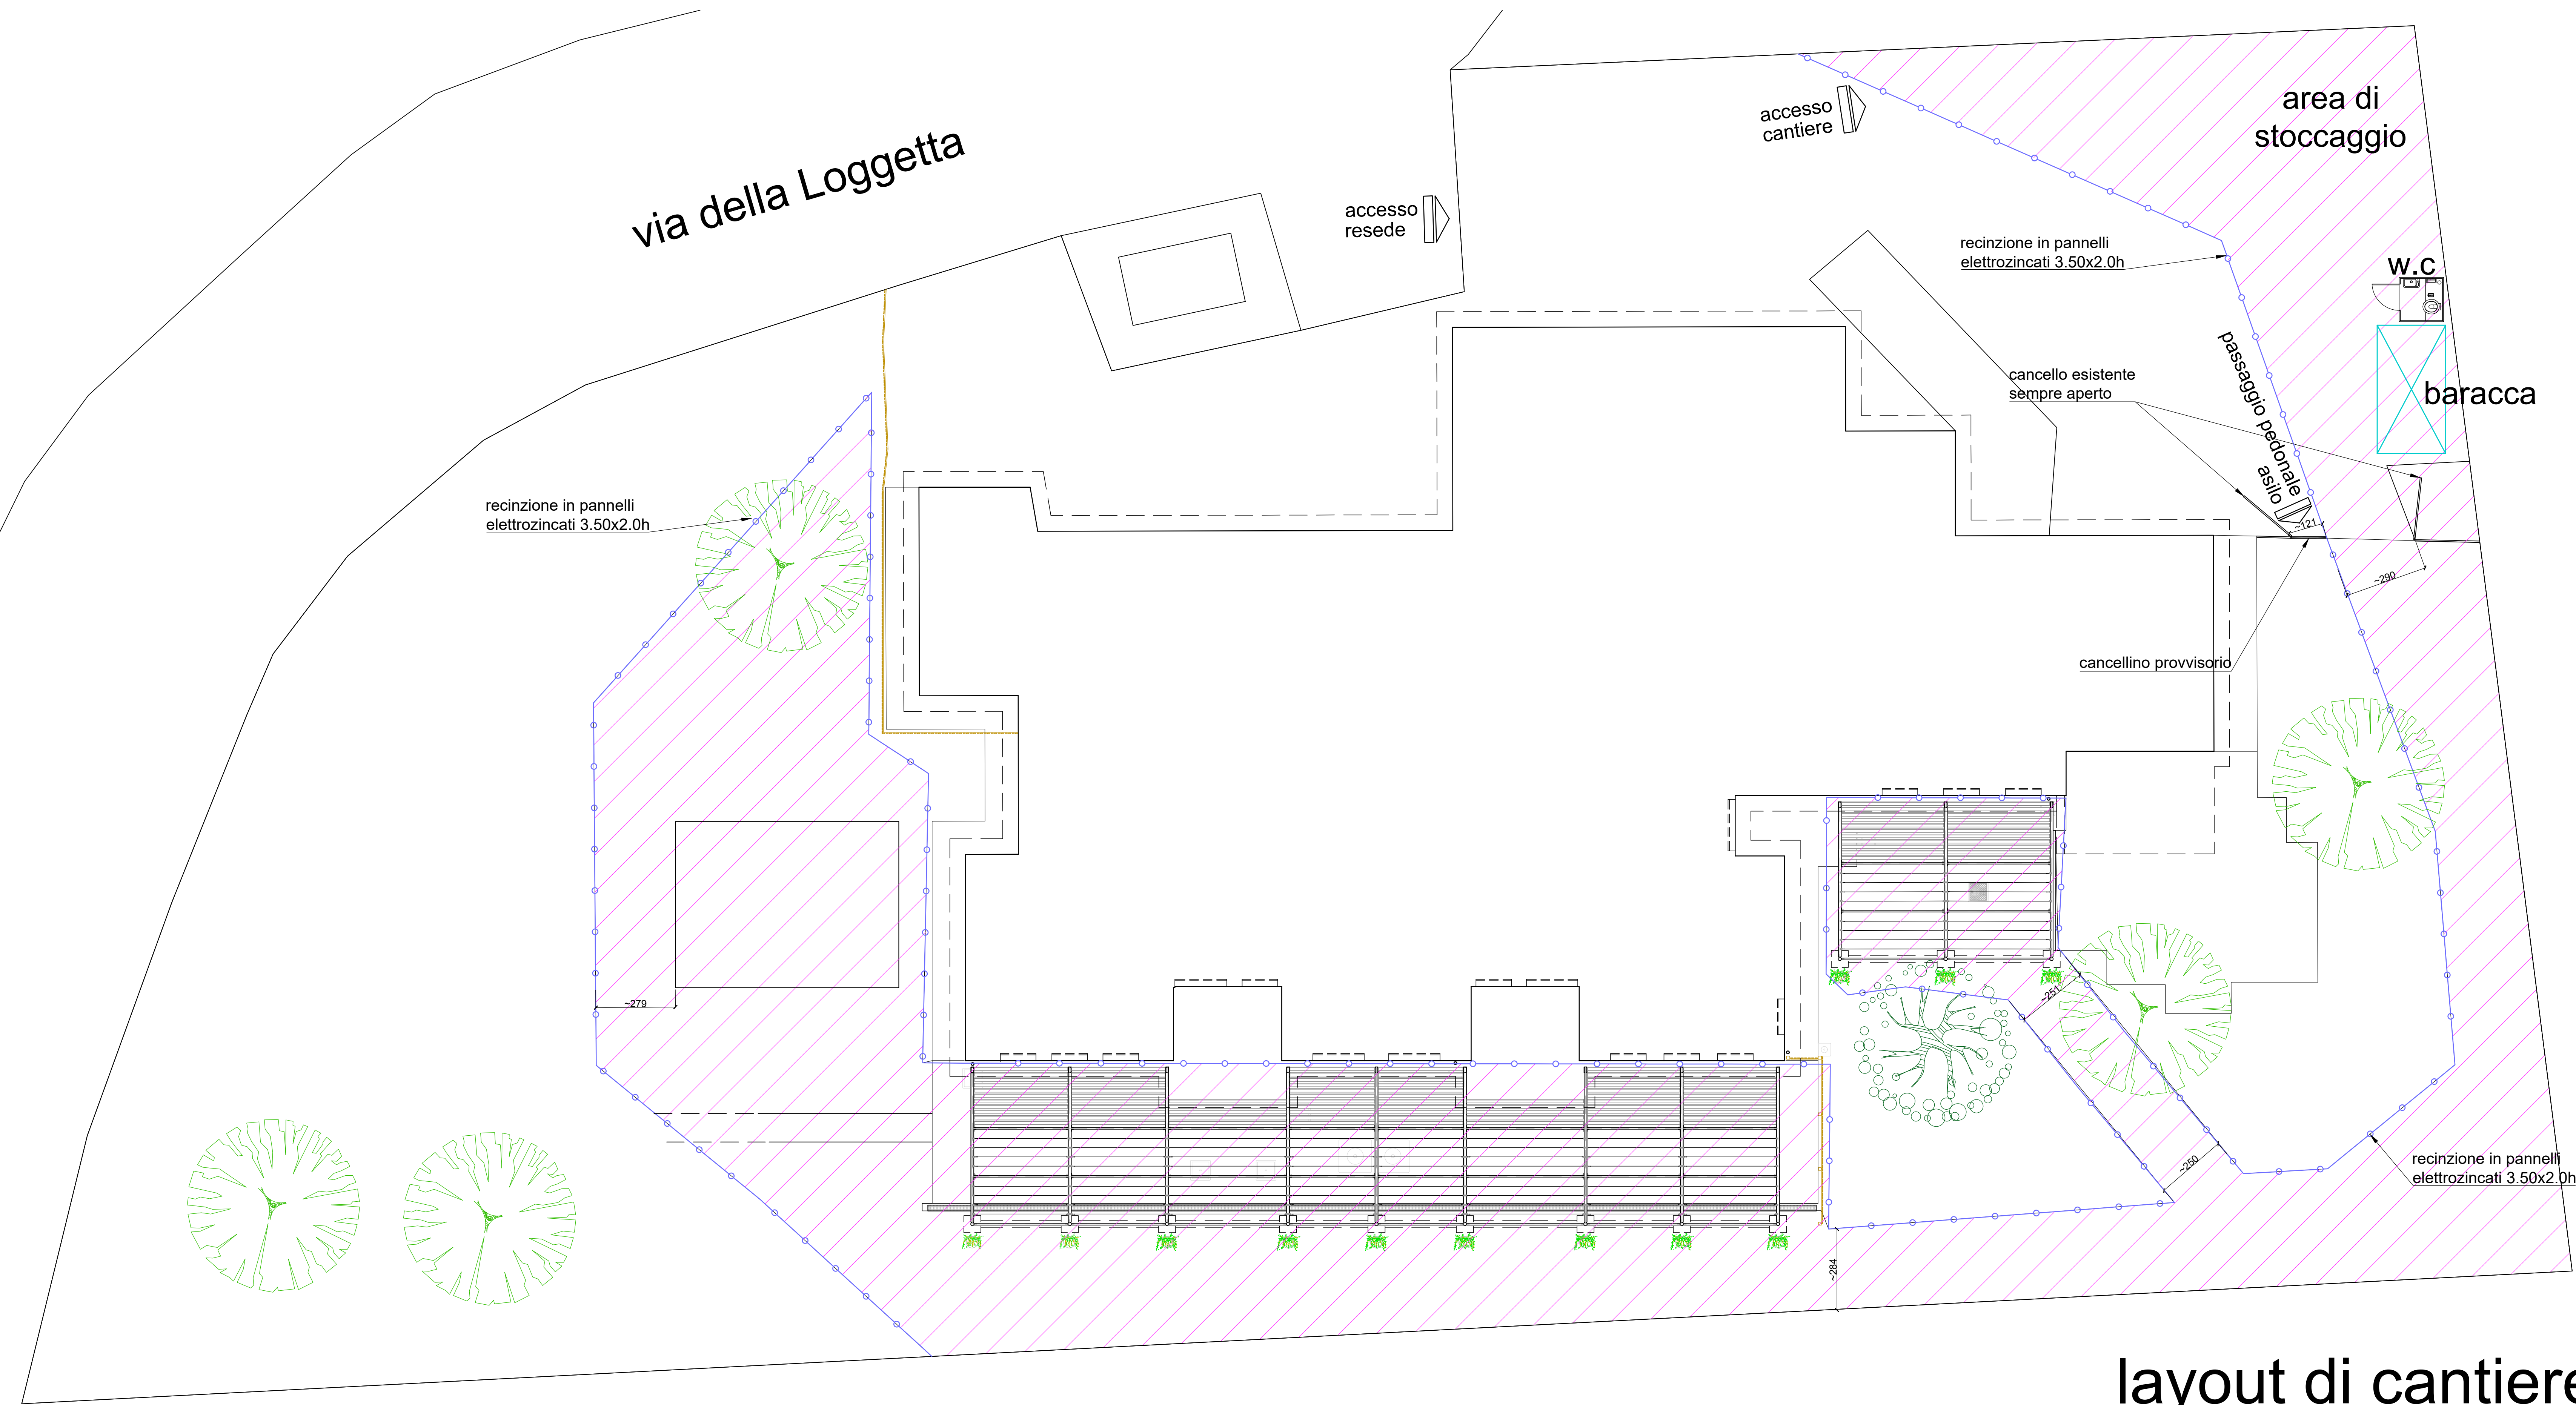 area di
stoccaggio
accesso
cantiere
via della Loggetta
accesso
resede
recinzione in pannelli
elettrozincati 3.50x2.0h
w.c
cancello esistente
sempre aperto
passaggio pedonale
asilo
baracca
recinzione in pannelli
elettrozincati 3.50x2.0h
~121
~290
cancellino provvisorio
~279
~251
~250
recinzione in pannelli
elettrozincati 3.50x2.0h
~284
layout di cantiere